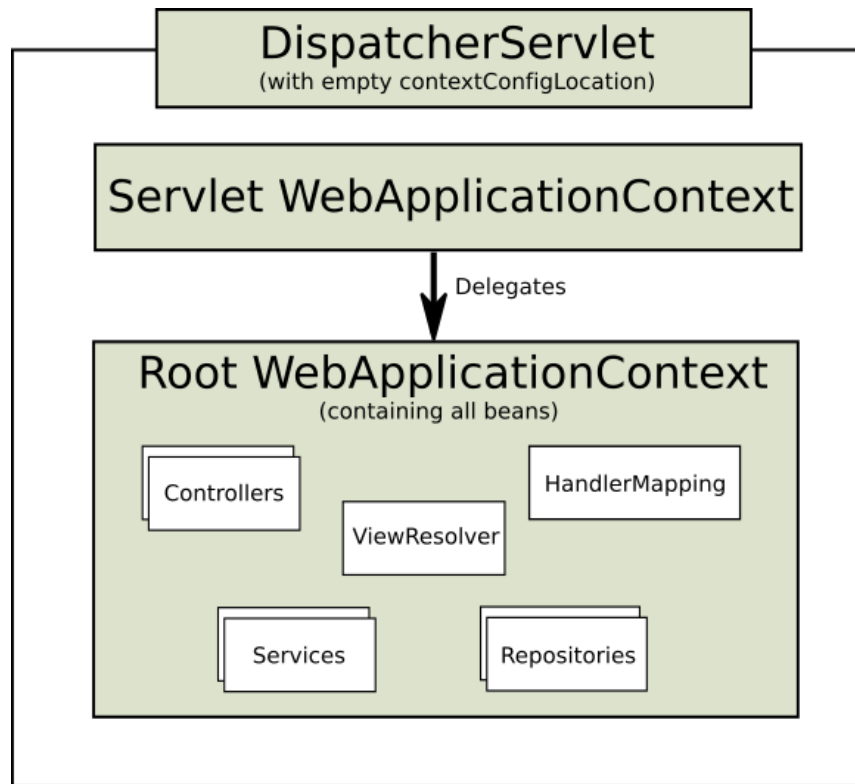 DispatcherServlet
(with empty contextConfigLocation)
Servlet WebApplicationContext
Delegates
Root WebApplicationContext
(containing all beans)
Controllers
HandlerMapping
ViewResolver
Services
Repositories